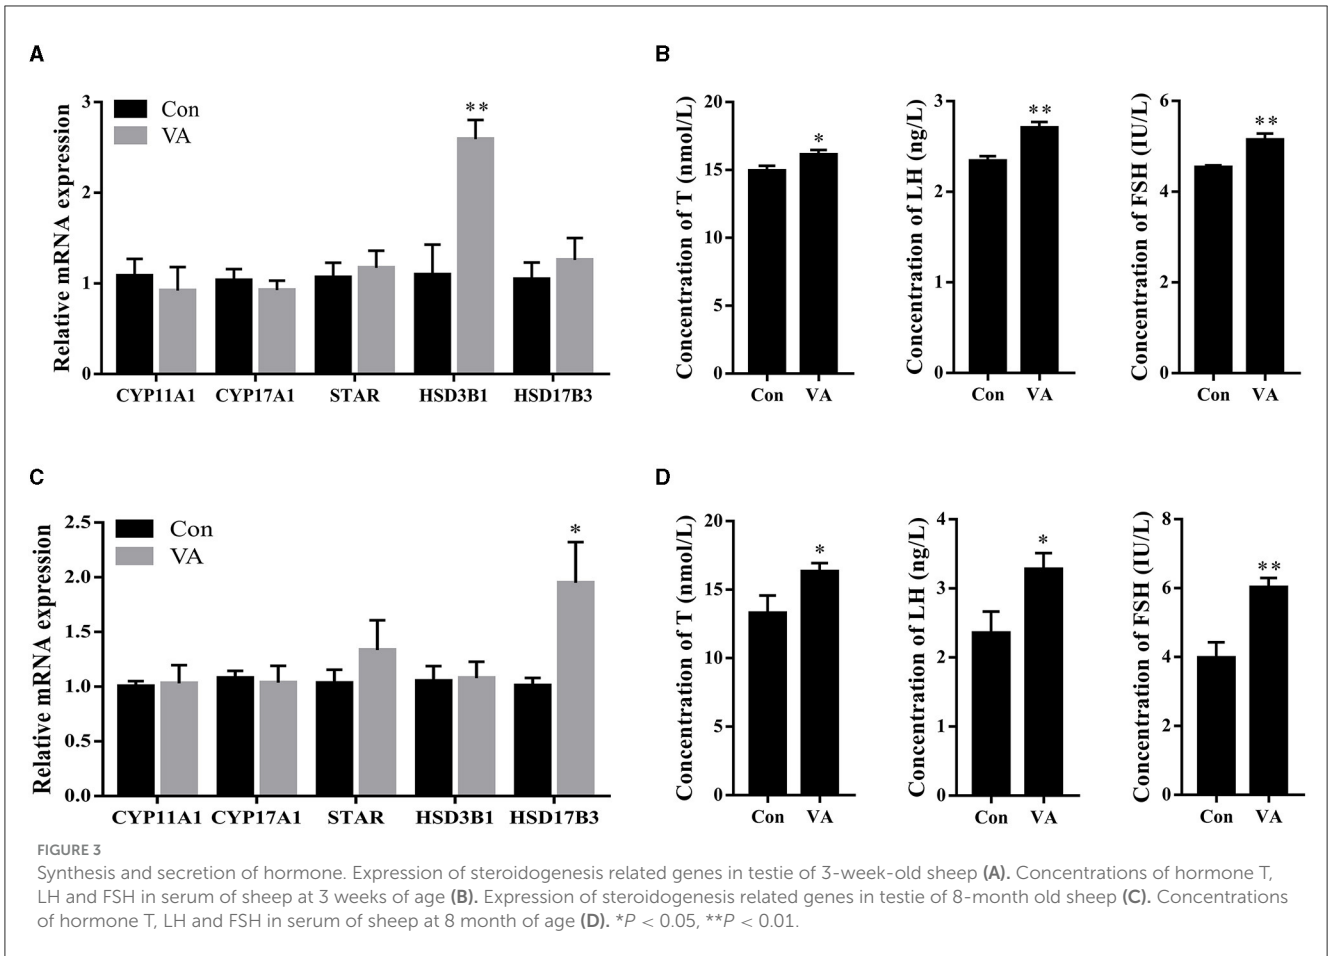 A
Relative mRNA expression
3
2
1
0
Con
VA
**
CYP11A1 CYP17A1 STAR HSD3B1 HSD17B3
B
Concentration of T (nmol/L)
20
15
10
5
0
*
Con VA
Concentration of LH (ng/L)
3
2
1
0
**
Con VA
Concentration of FSH (IU/L)
6
4
2
0
**
Con VA
C
Relative mRNA expression
2.5
2.0
1.5
1.0
0.5
0.0
Con
VA
*
CYP11A1 CYP17A1 STAR HSD3B1 HSD17B3
D
Concentration of T (nmol/L)
20
15
10
5
0
*
Con VA
Concentration of LH (ng/L)
4
3
2
1
0
*
Con VA
Concentration of FSH (IU/L)
8
6
4
2
0
**
Con VA
FIGURE 3
Synthesis and secretion of hormone. Expression of steroidogenesis related genes in testie of 3-week-old sheep (A). Concentrations of hormone T,
LH and FSH in serum of sheep at 3 weeks of age (B). Expression of steroidogenesis related genes in testie of 8-month old sheep (C). Concentrations
of hormone T, LH and FSH in serum of sheep at 8 month of age (D). *P < 0.05, **P < 0.01.